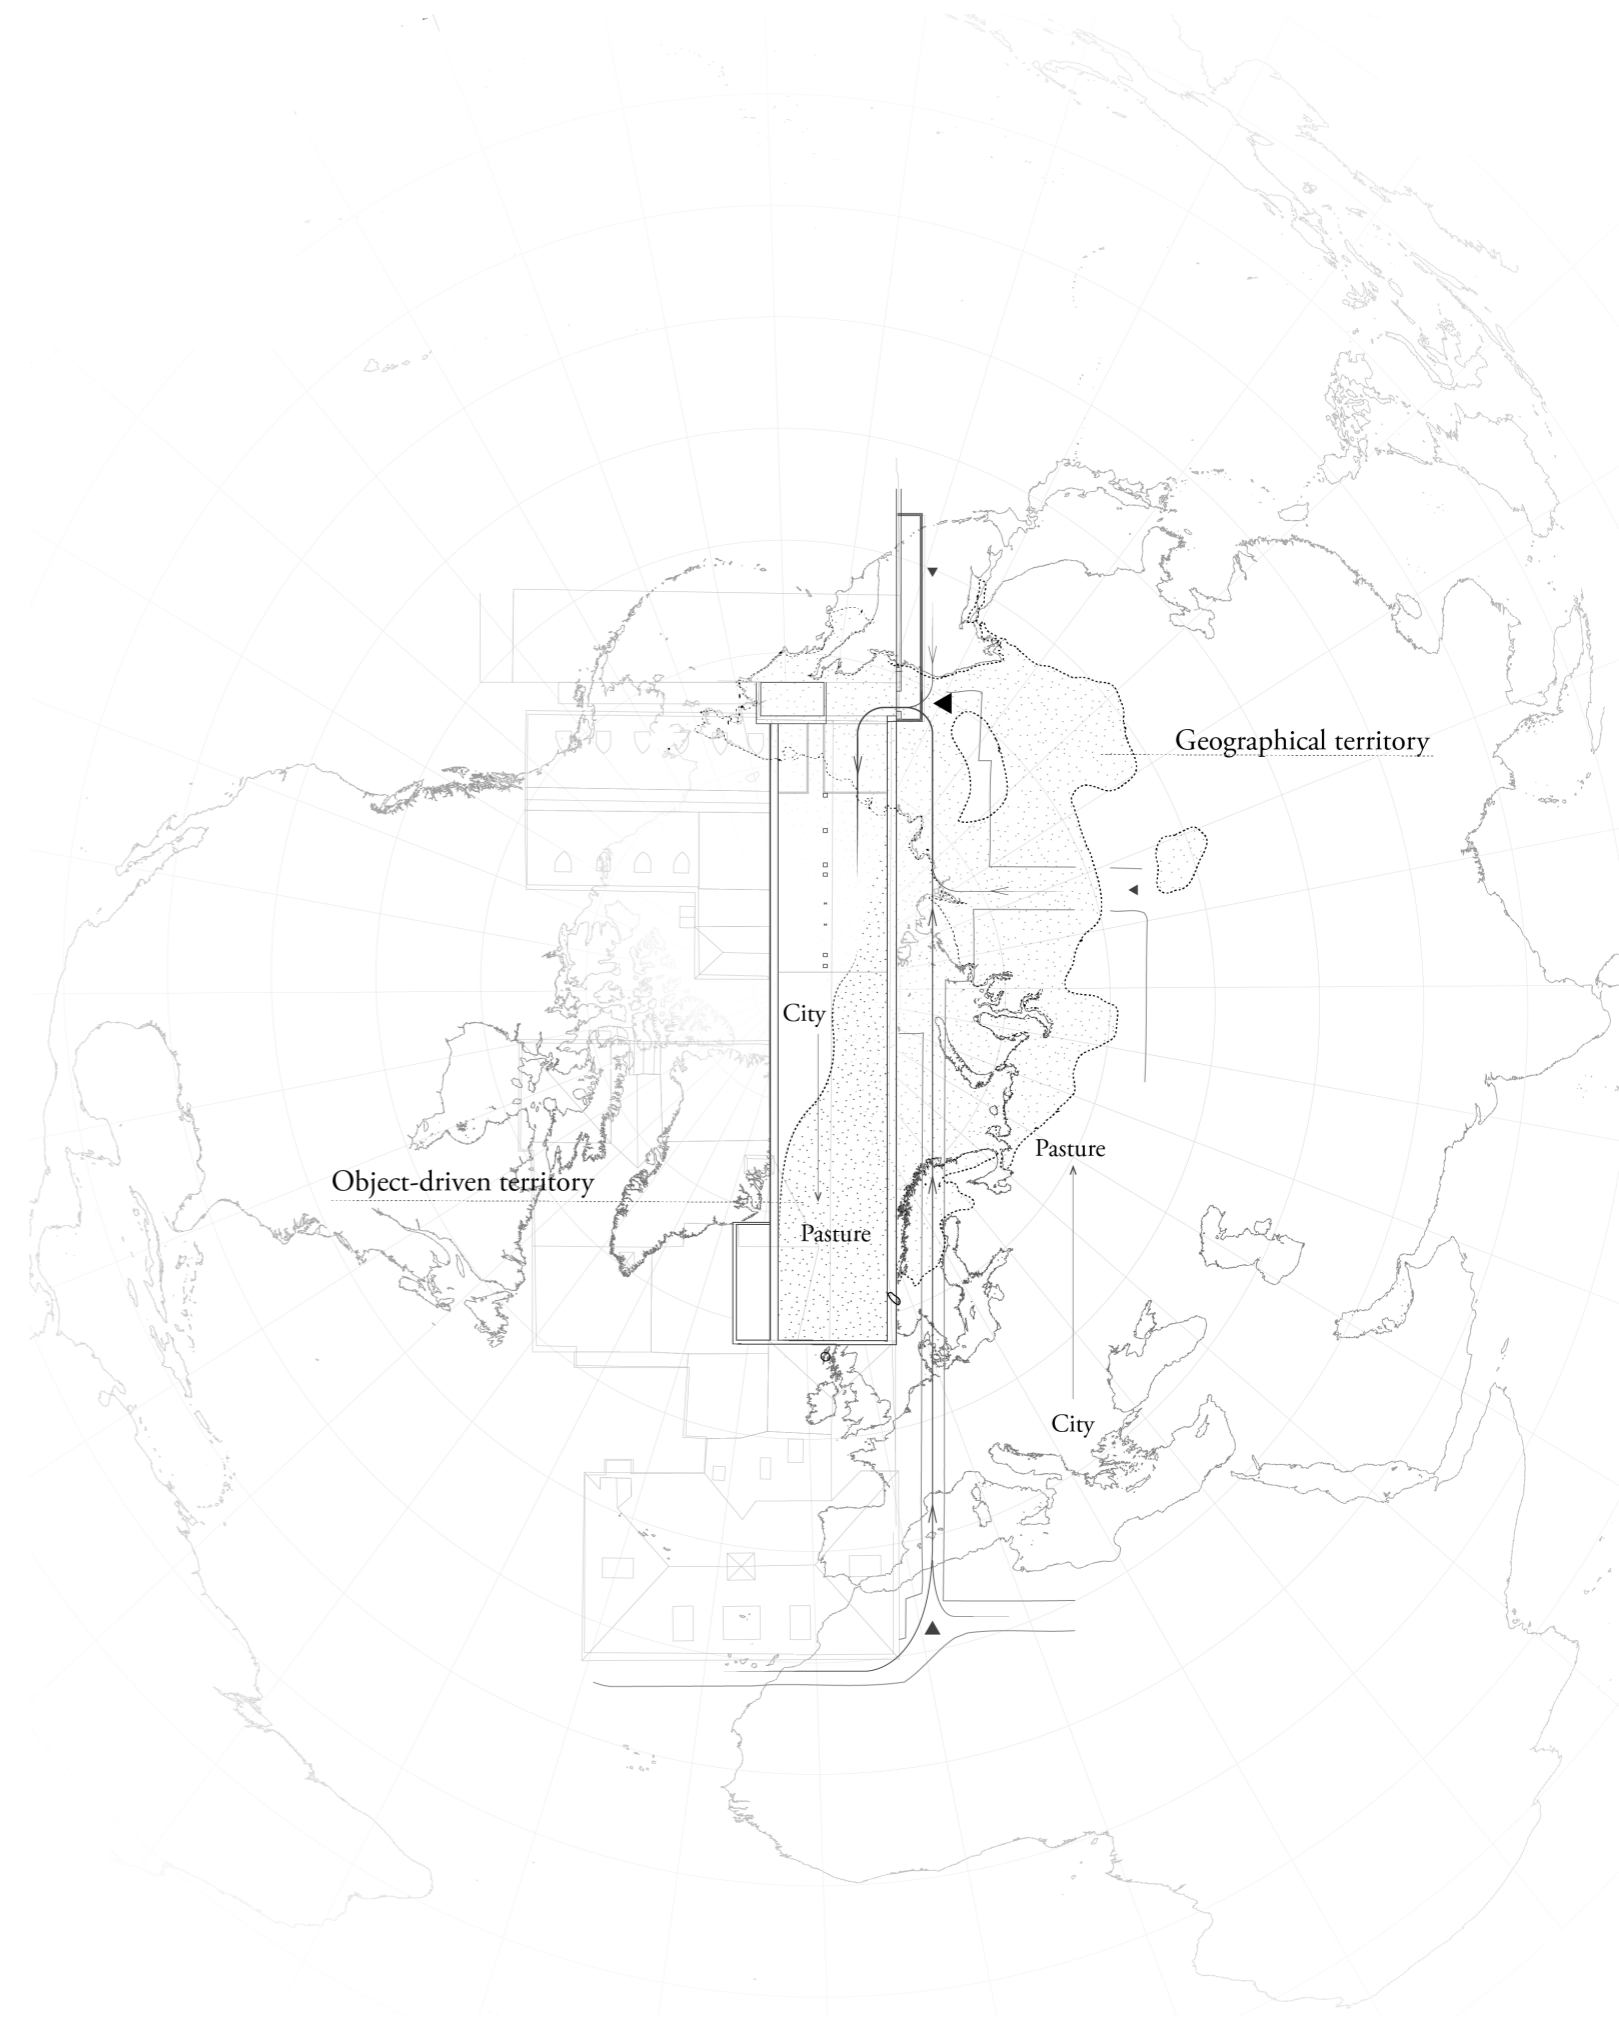 Geographical territory
City
Pasture
Object-driven territory
Pasture
City